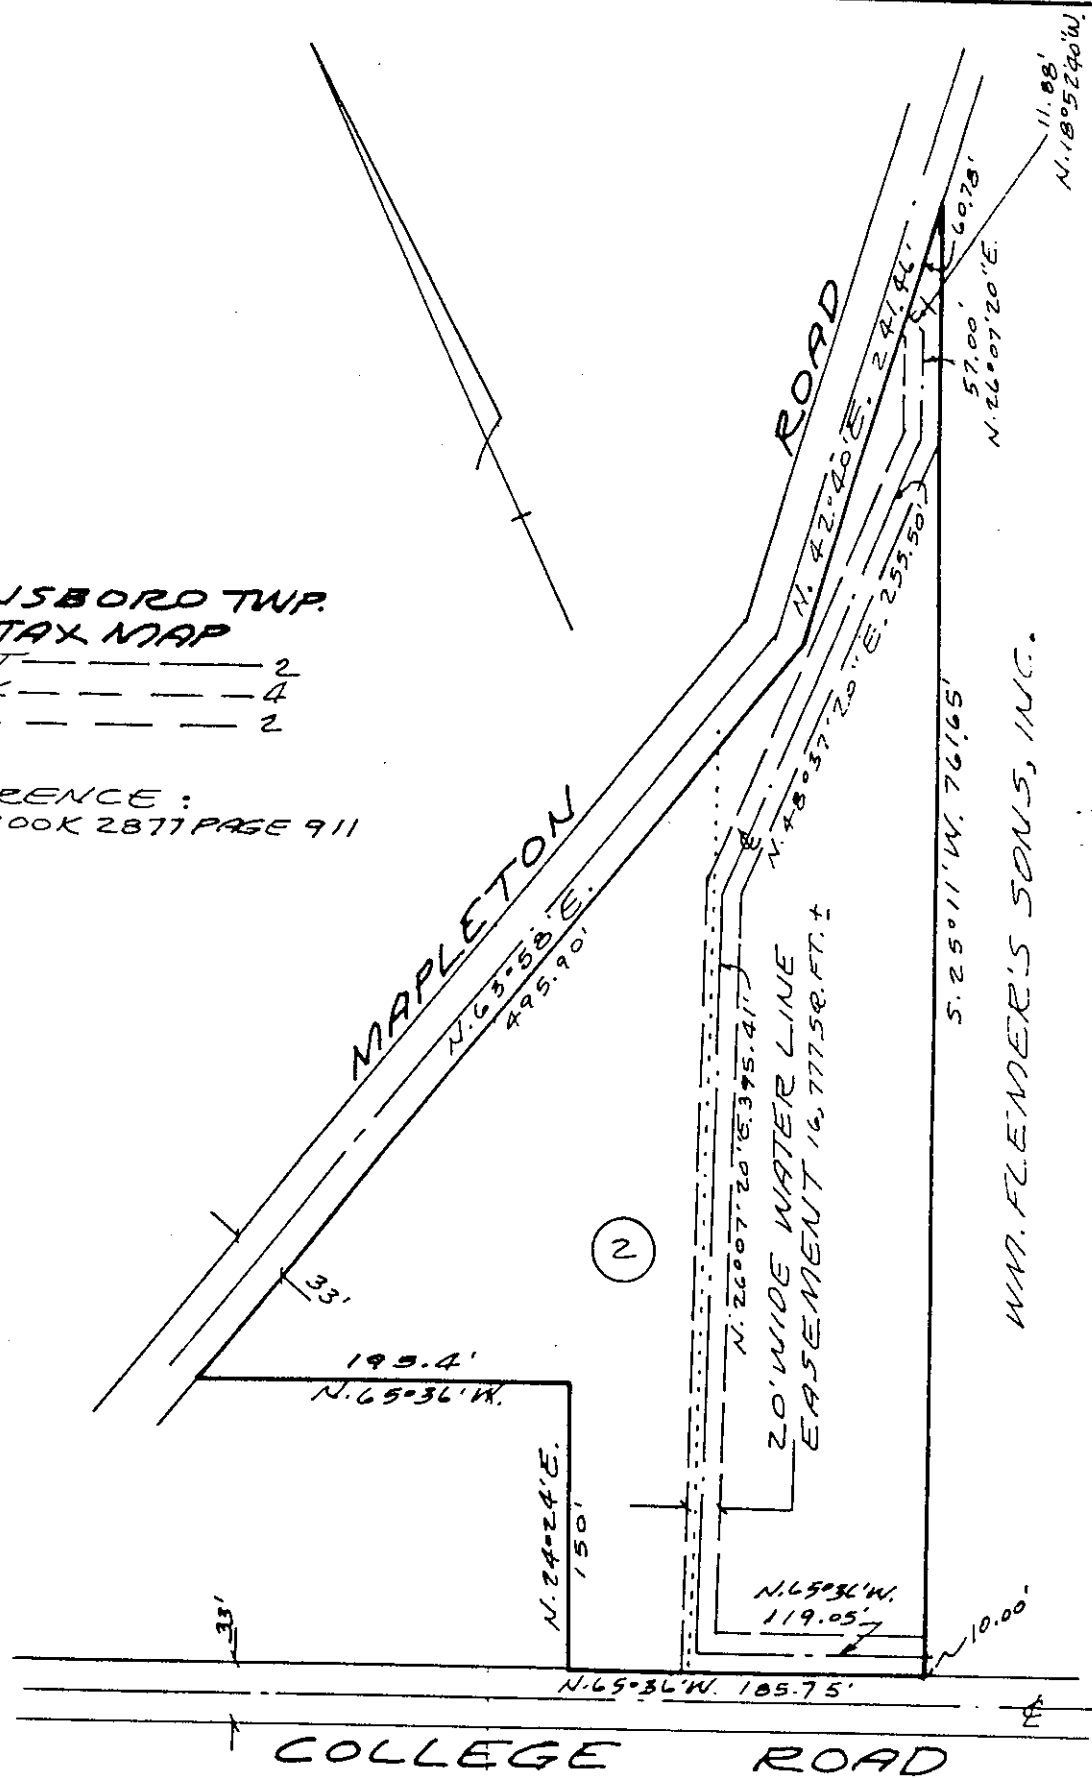 11.88'
N.18°52'40"W.
60.78'
57.00'
N.26°07'20"E.
ROAD
N. 42°40'E. 241.46'
N.48°37'20"E. 255.50'
NSBORO TWP.
TAX MAP
2
4
2
RENCE :
OOK 2877 PAGE 911
MAPLETON
N.63°58'E.
495.90'
S.25°11'W. 761.65'
WM. FLEMER'S SONS, INC.
N.26°07'20"E. 395.41'
20' WIDE WATER LINE
EASEMENT 16,777 SQ.FT.±
2
33'
195.4'
N.65°36'W.
N.24°24'E.
150'
N.65°36'W.
119.05'
10.00'
33'
N.65°36'W. 185.75'
COLLEGE ROAD